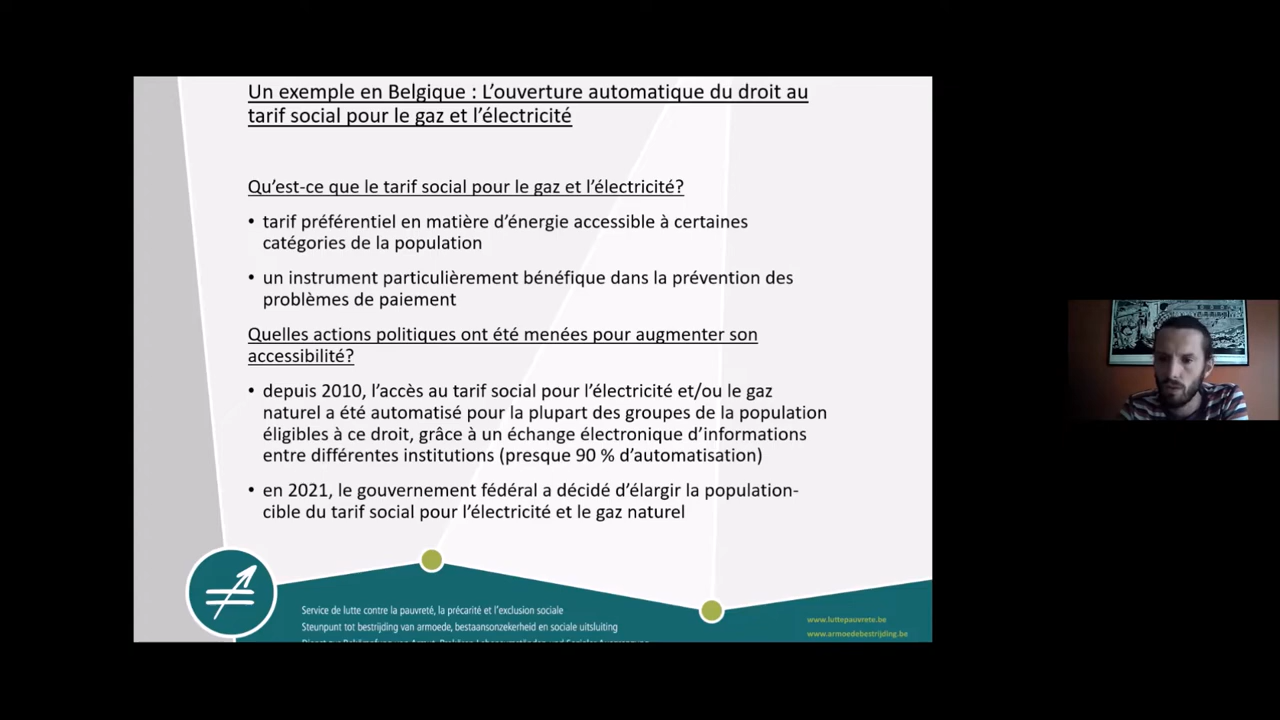 Un exemple en Belgique : L’ouverture automatique du droit au
tarif social pour le gaz et l’électricité
Qu’est-ce que le tarif social pour le gaz et l’électricité?
• tarif préférentiel en matière d’énergie accessible à certaines
catégories de la population
• un instrument particulièrement bénéfique dans la prévention des
problèmes de paiement
Quelles actions politiques ont été menées pour augmenter son
accessibilité?
• depuis 2010, l’accès au tarif social pour l’électricité et/ou le gaz
naturel a été automatisé pour la plupart des groupes de la population
éligibles à ce droit, grâce à un échange électronique d’informations
entre différentes institutions (presque 90 % d’automatisation)
• en 2021, le gouvernement fédéral a décidé d’élargir la population-
cible du tarif social pour l’électricité et le gaz naturel
Service de lutte contre la pauvreté, la précarité et l’exclusion sociale
Steunpunt tot bestrijding van armoede, bestaansonzekerheid en sociale uitsluiting
www.luttepauvrete.be
www.armoedebestrijding.be